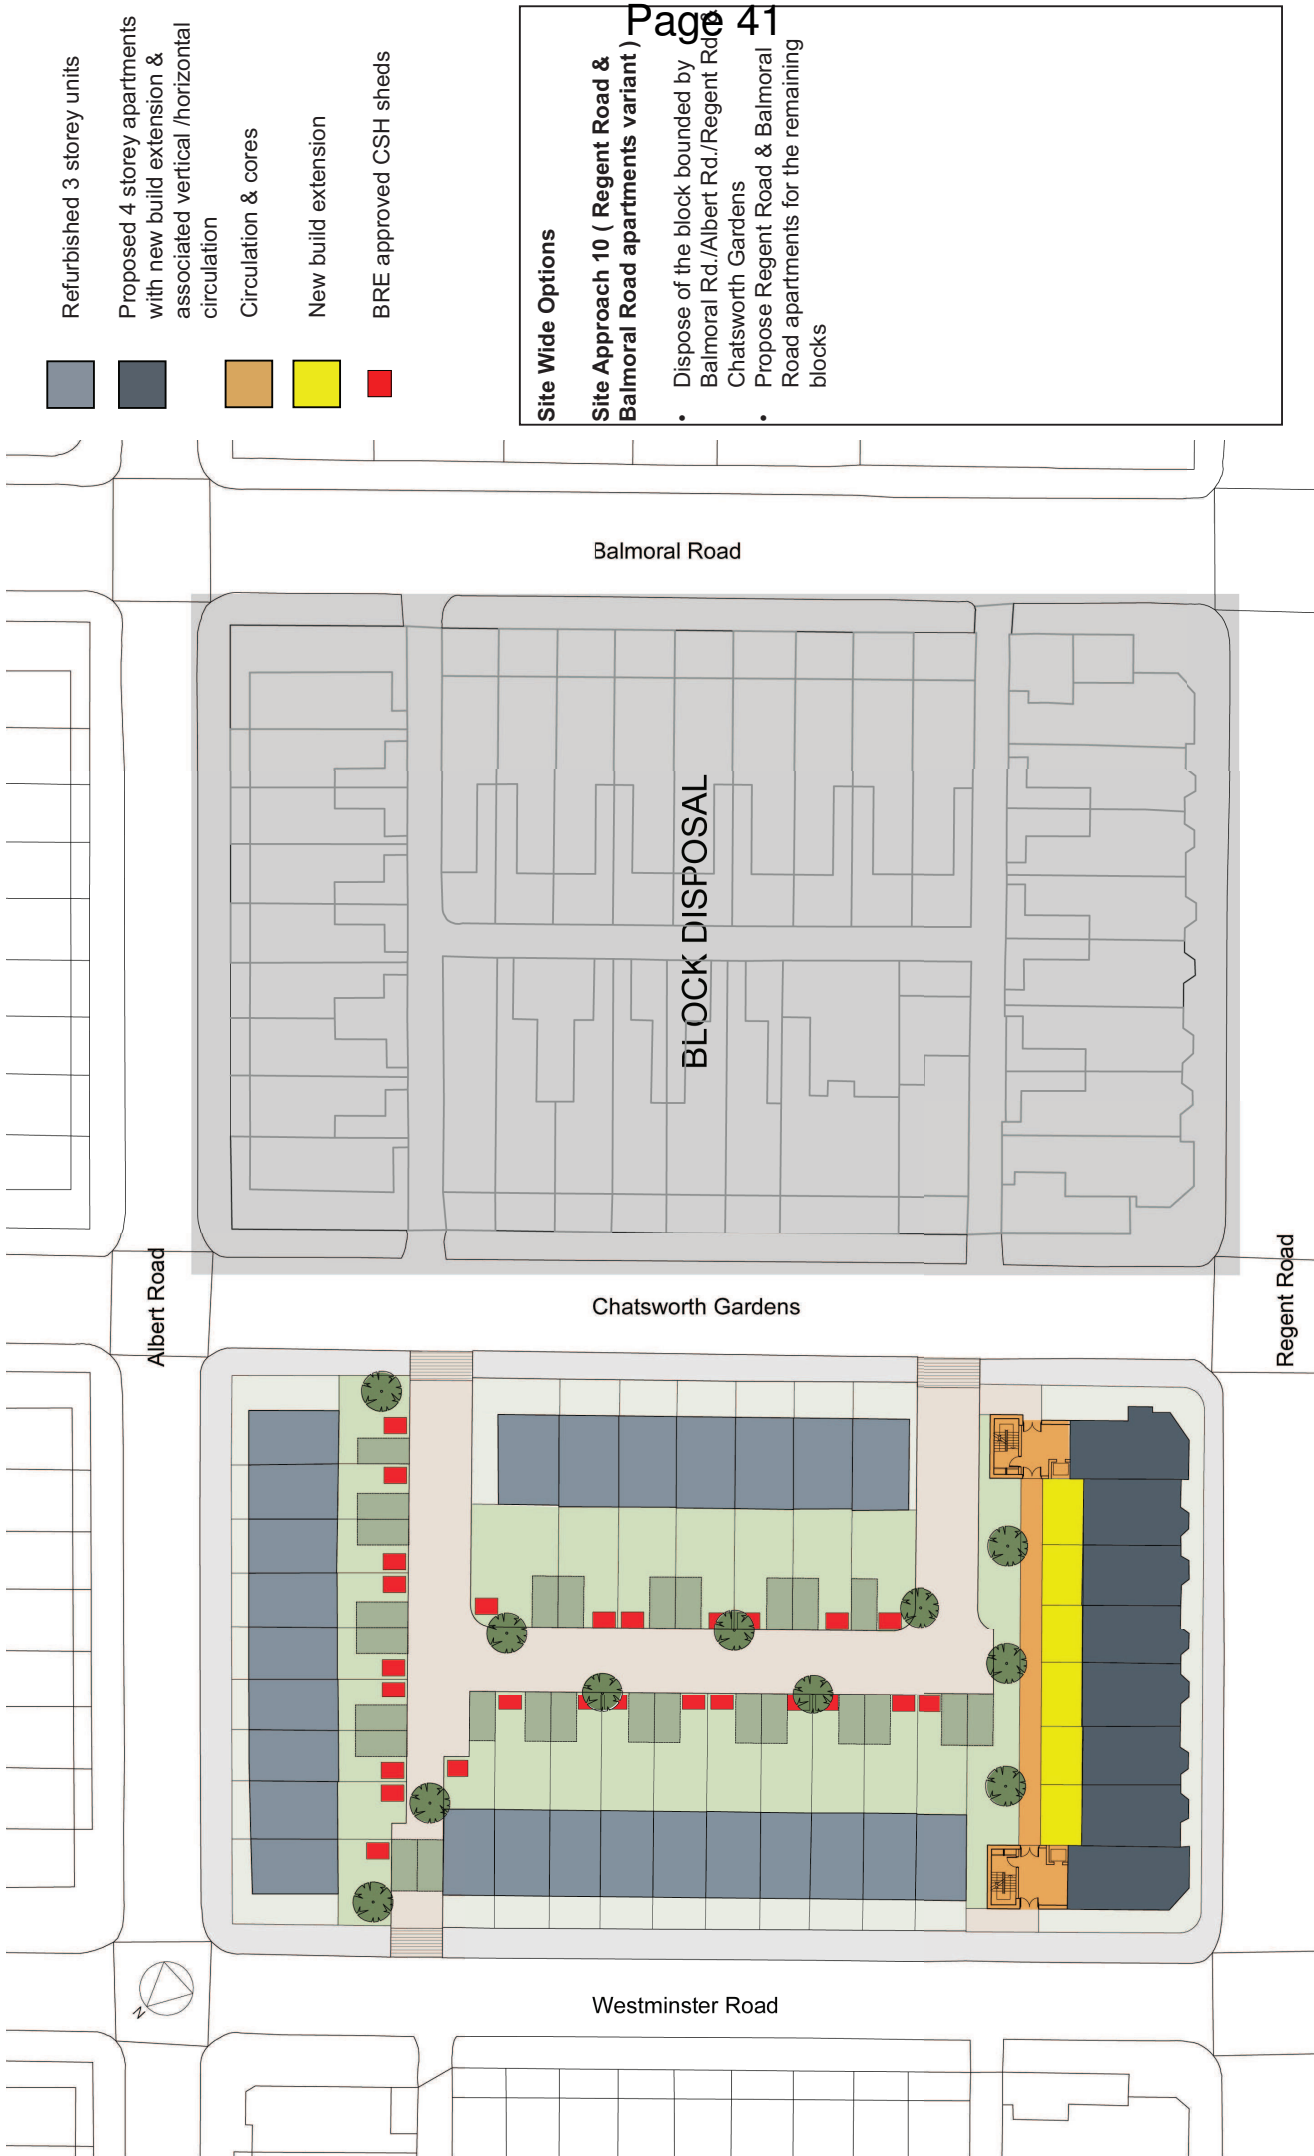 Page 41
Refurbished 3 storey units
Proposed 4 storey apartments
with new build extension &
associated vertical /horizontal
circulation
Circulation & cores
New build extension
BRE approved CSH sheds
Site Wide Options
Site Approach 10 ( Regent Road &
Balmoral Road apartments variant )
• Dispose of the block bounded by
Balmoral Rd./Albert Rd./Regent Rd. &
Chatsworth Gardens
• Propose Regent Road & Balmoral
Road apartments for the remaining
blocks
Balmoral Road
BLOCK DISPOSAL
Albert Road
Chatsworth Gardens
Regent Road
N
Westminster Road